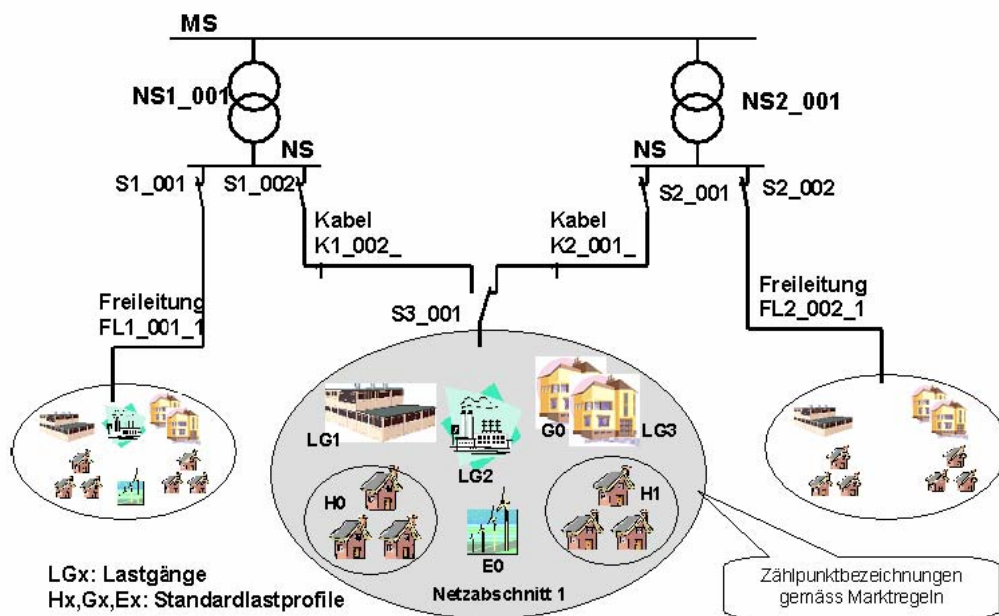 MS
NS1_001
NS2_001
NS
NS
S1_001
S1_002
S2_001
S2_002
Kabel
K1_002_
Kabel
K2_001_
Freileitung
FL1_001_1
S3_001
Freileitung
FL2_002_1
LG1
LG2
G0
LG3
H0
H1
E0
Netzabschnitt 1
LGx: Lastgänge
Hx,Gx,Ex: Standardlastprofile
Zählpunktbezeichnungen
gemäss Marktregeln